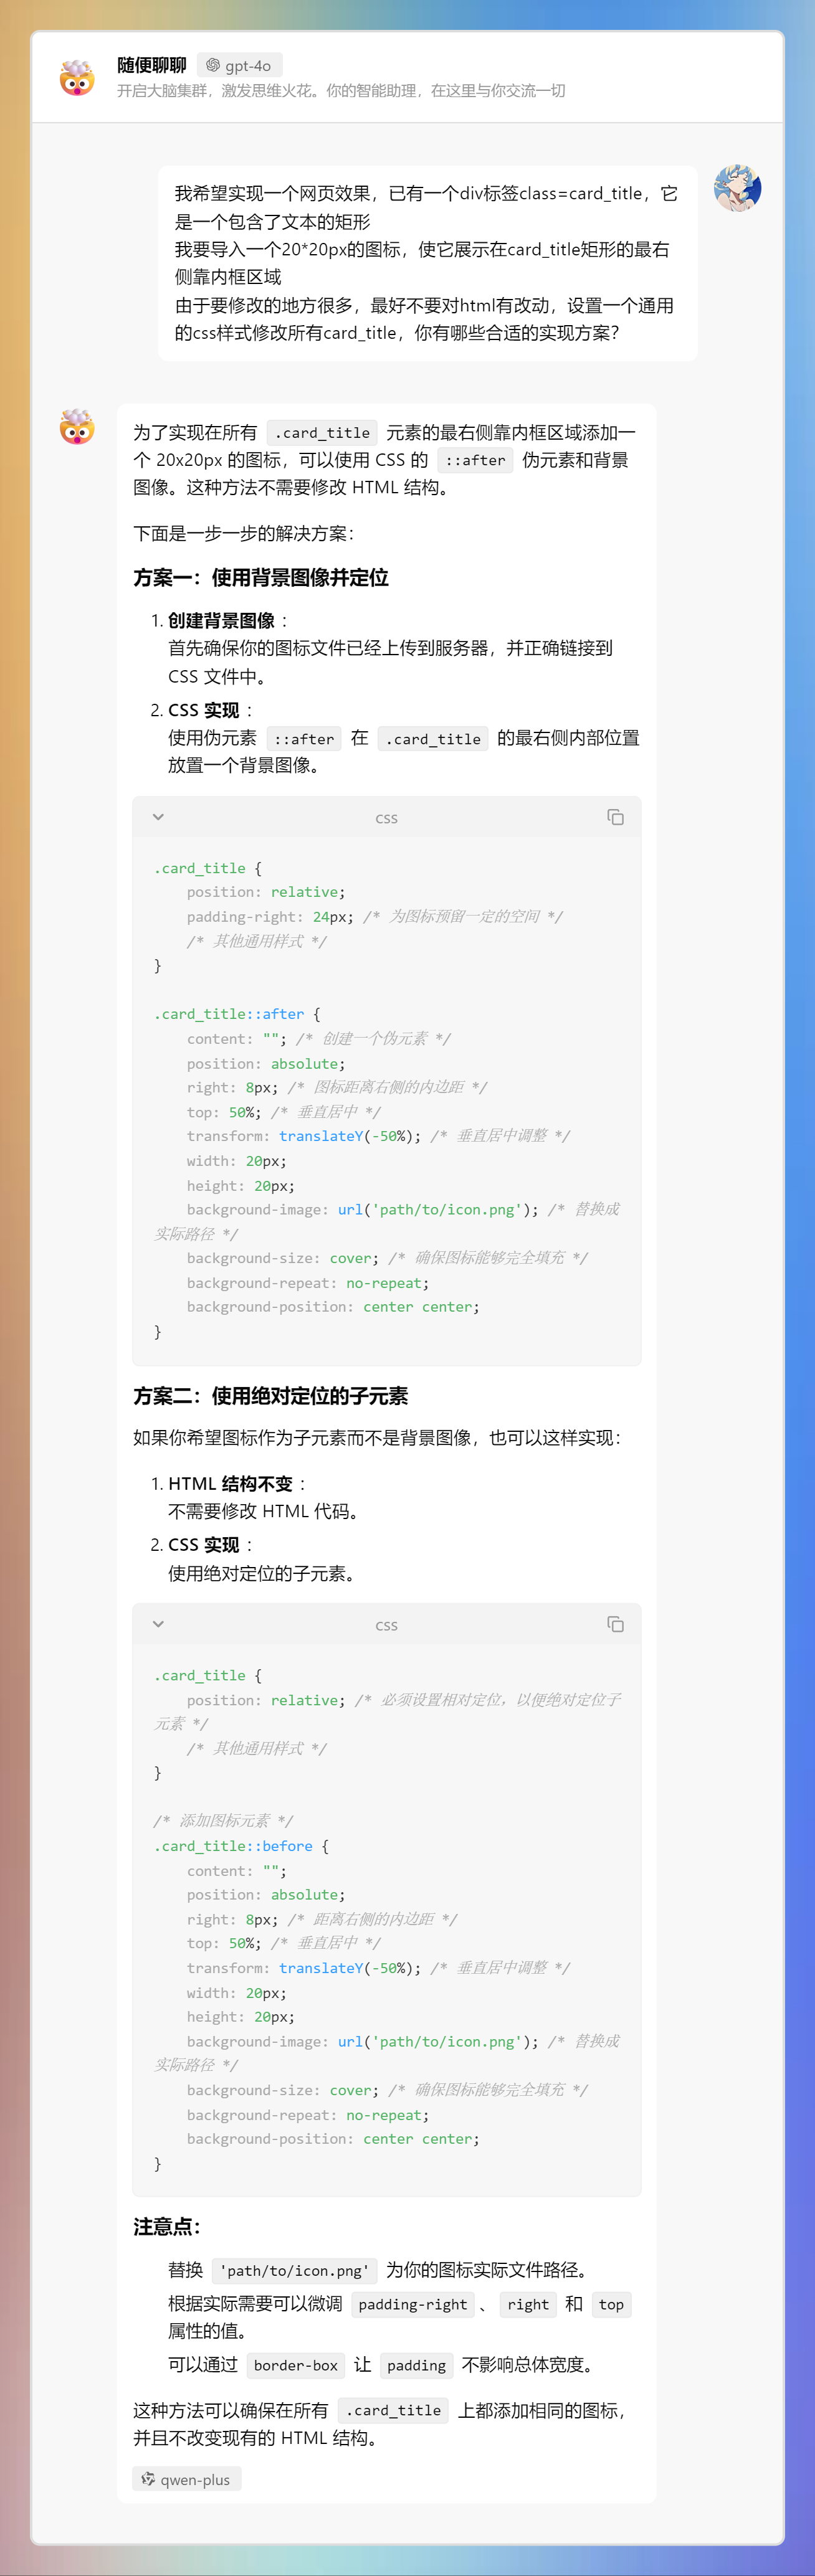 随便聊聊 gpt-4o
开启大脑集群，激发思维火花。你的智能助理，在这里与你交流一切
我希望实现一个网页效果，已有一个div标签class=card_title，它
是一个包含了文本的矩形
我要导入一个20*20px的图标，使它展示在card_title矩形的最右
侧靠内框区域
由于要修改的地方很多，最好不要对html有改动，设置一个通用
的css样式修改所有card_title，你有哪些合适的实现方案？
为了实现在所有 .card_title 元素的最右侧靠内框区域添加一
个 20x20px 的图标，可以使用 CSS 的 ::after 伪元素和背景
图像。这种方法不需要修改 HTML 结构。
下面是一步一步的解决方案：
方案一：使用背景图像并定位
1. 创建背景图像：
首先确保你的图标文件已经上传到服务器，并正确链接到
CSS 文件中。
2. CSS 实现：
使用伪元素 ::after 在 .card_title 的最右侧内部位置
放置一个背景图像。
css
.card_title {
    position: relative;
    padding-right: 24px; /* 为图标预留一定的空间 */
    /* 其他通用样式 */
}
.card_title::after {
    content: ""; /* 创建一个伪元素 */
    position: absolute;
    right: 8px; /* 图标距离右侧的内边距 */
    top: 50%; /* 垂直居中 */
    transform: translateY(-50%); /* 垂直居中调整 */
    width: 20px;
    height: 20px;
    background-image: url('path/to/icon.png'); /* 替换成
实际路径 */
    background-size: cover; /* 确保图标能够完全填充 */
    background-repeat: no-repeat;
    background-position: center center;
}
方案二：使用绝对定位的子元素
如果你希望图标作为子元素而不是背景图像，也可以这样实现：
1. HTML 结构不变：
不需要修改 HTML 代码。
2. CSS 实现：
使用绝对定位的子元素。
css
.card_title {
    position: relative; /* 必须设置相对定位，以便绝对定位子
元素 */
    /* 其他通用样式 */
}
/* 添加图标元素 */
.card_title::before {
    content: "";
    position: absolute;
    right: 8px; /* 距离右侧的内边距 */
    top: 50%; /* 垂直居中 */
    transform: translateY(-50%); /* 垂直居中调整 */
    width: 20px;
    height: 20px;
    background-image: url('path/to/icon.png'); /* 替换成
实际路径 */
    background-size: cover; /* 确保图标能够完全填充 */
    background-repeat: no-repeat;
    background-position: center center;
}
注意点：
替换 'path/to/icon.png' 为你的图标实际文件路径。
根据实际需要可以微调 padding-right 、 right 和 top
属性的值。
可以通过 border-box 让 padding 不影响总体宽度。
这种方法可以确保在所有 .card_title 上都添加相同的图标，
并且不改变现有的 HTML 结构。
qwen-plus